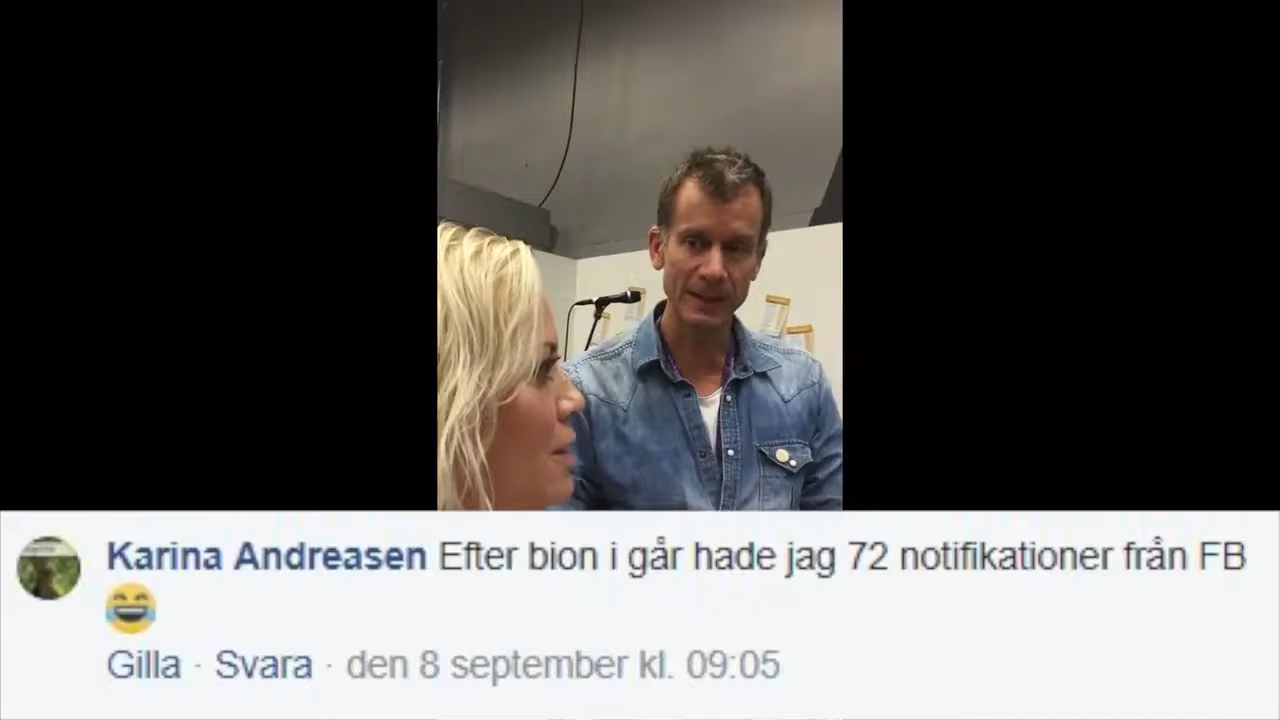 Karina Andreasen Efter bion i går hade jag 72 notifikationer från FB
😂
Gilla · Svara · den 8 september kl. 09:05